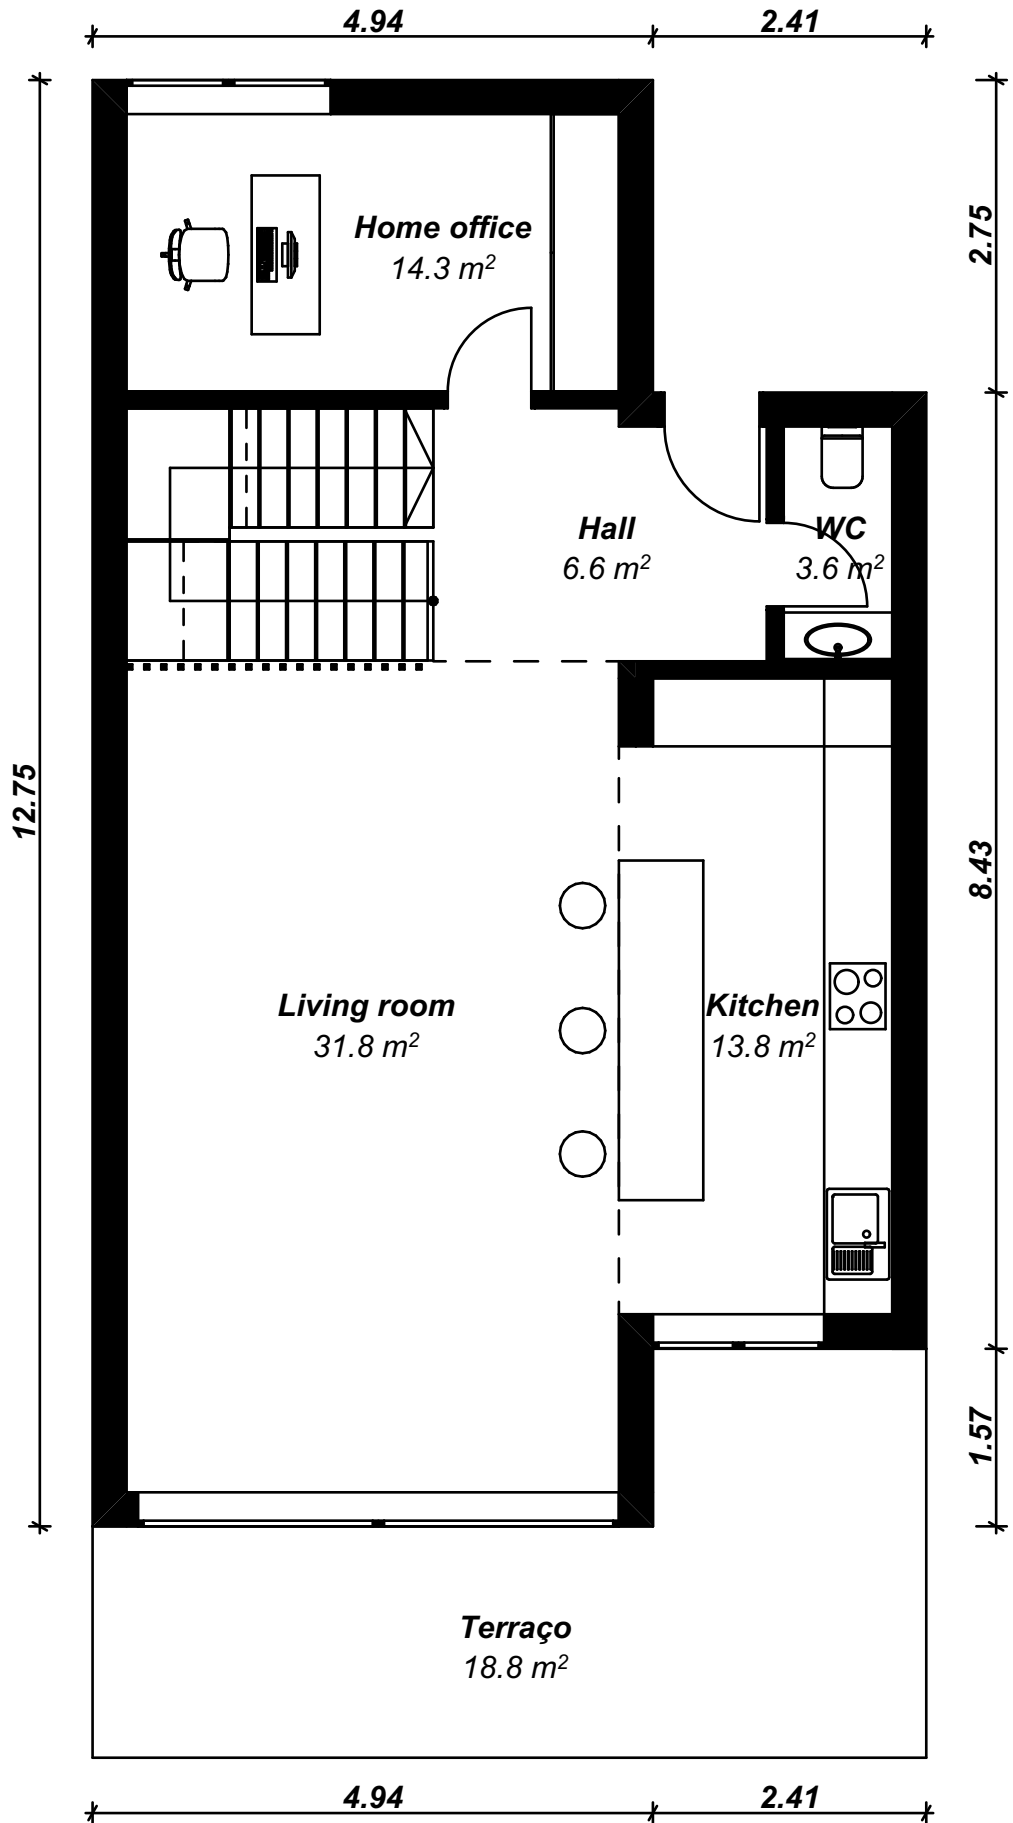 4.94
2.41
2.75
Home office
14.3 m²
Hall
6.6 m²
WC
3.6 m²
12.75
8.43
Living room
31.8 m²
Kitchen
13.8 m²
1.57
Terraço
18.8 m²
4.94
2.41